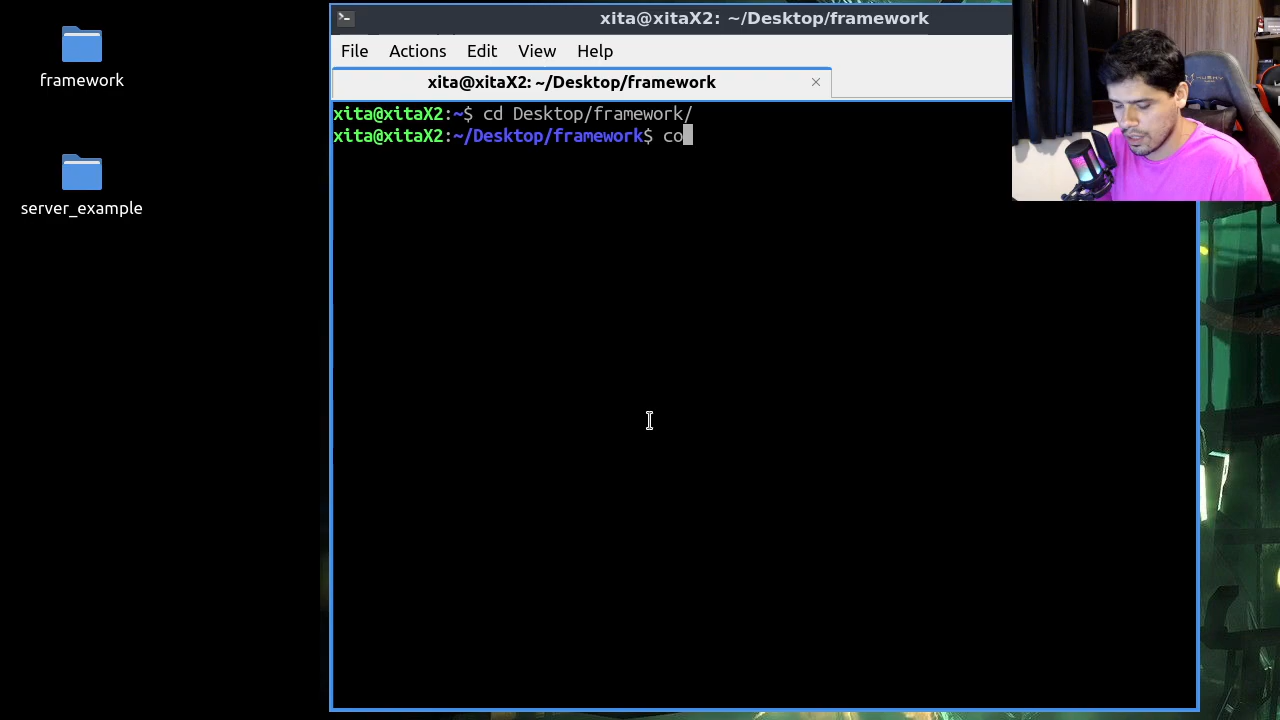 framework
server_example
xita@xitaX2: ~/Desktop/framework
File Actions Edit View Help
xita@xitaX2: ~/Desktop/framework
xita@xitaX2:~$ cd Desktop/framework/
xita@xitaX2:~/Desktop/framework$ co